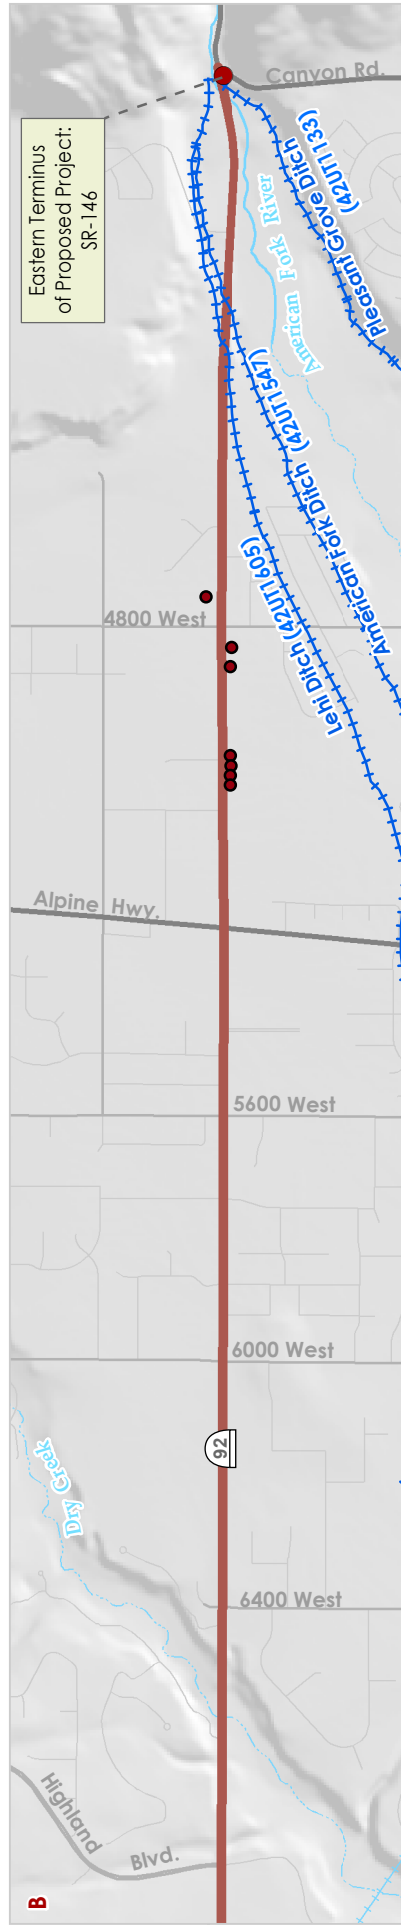 Canyon Rd.
Eastern Terminus
of Proposed Project:
SR-146
Pleasant Grove Ditch
(42UT1133)
American Fork River
American Fork Ditch (42UT1547)
Lehi Ditch (42UT1605)
4800 West
Alpine Hwy.
5600 West
6000 West
92
Dry Creek
6400 West
Highland
Blvd.
B